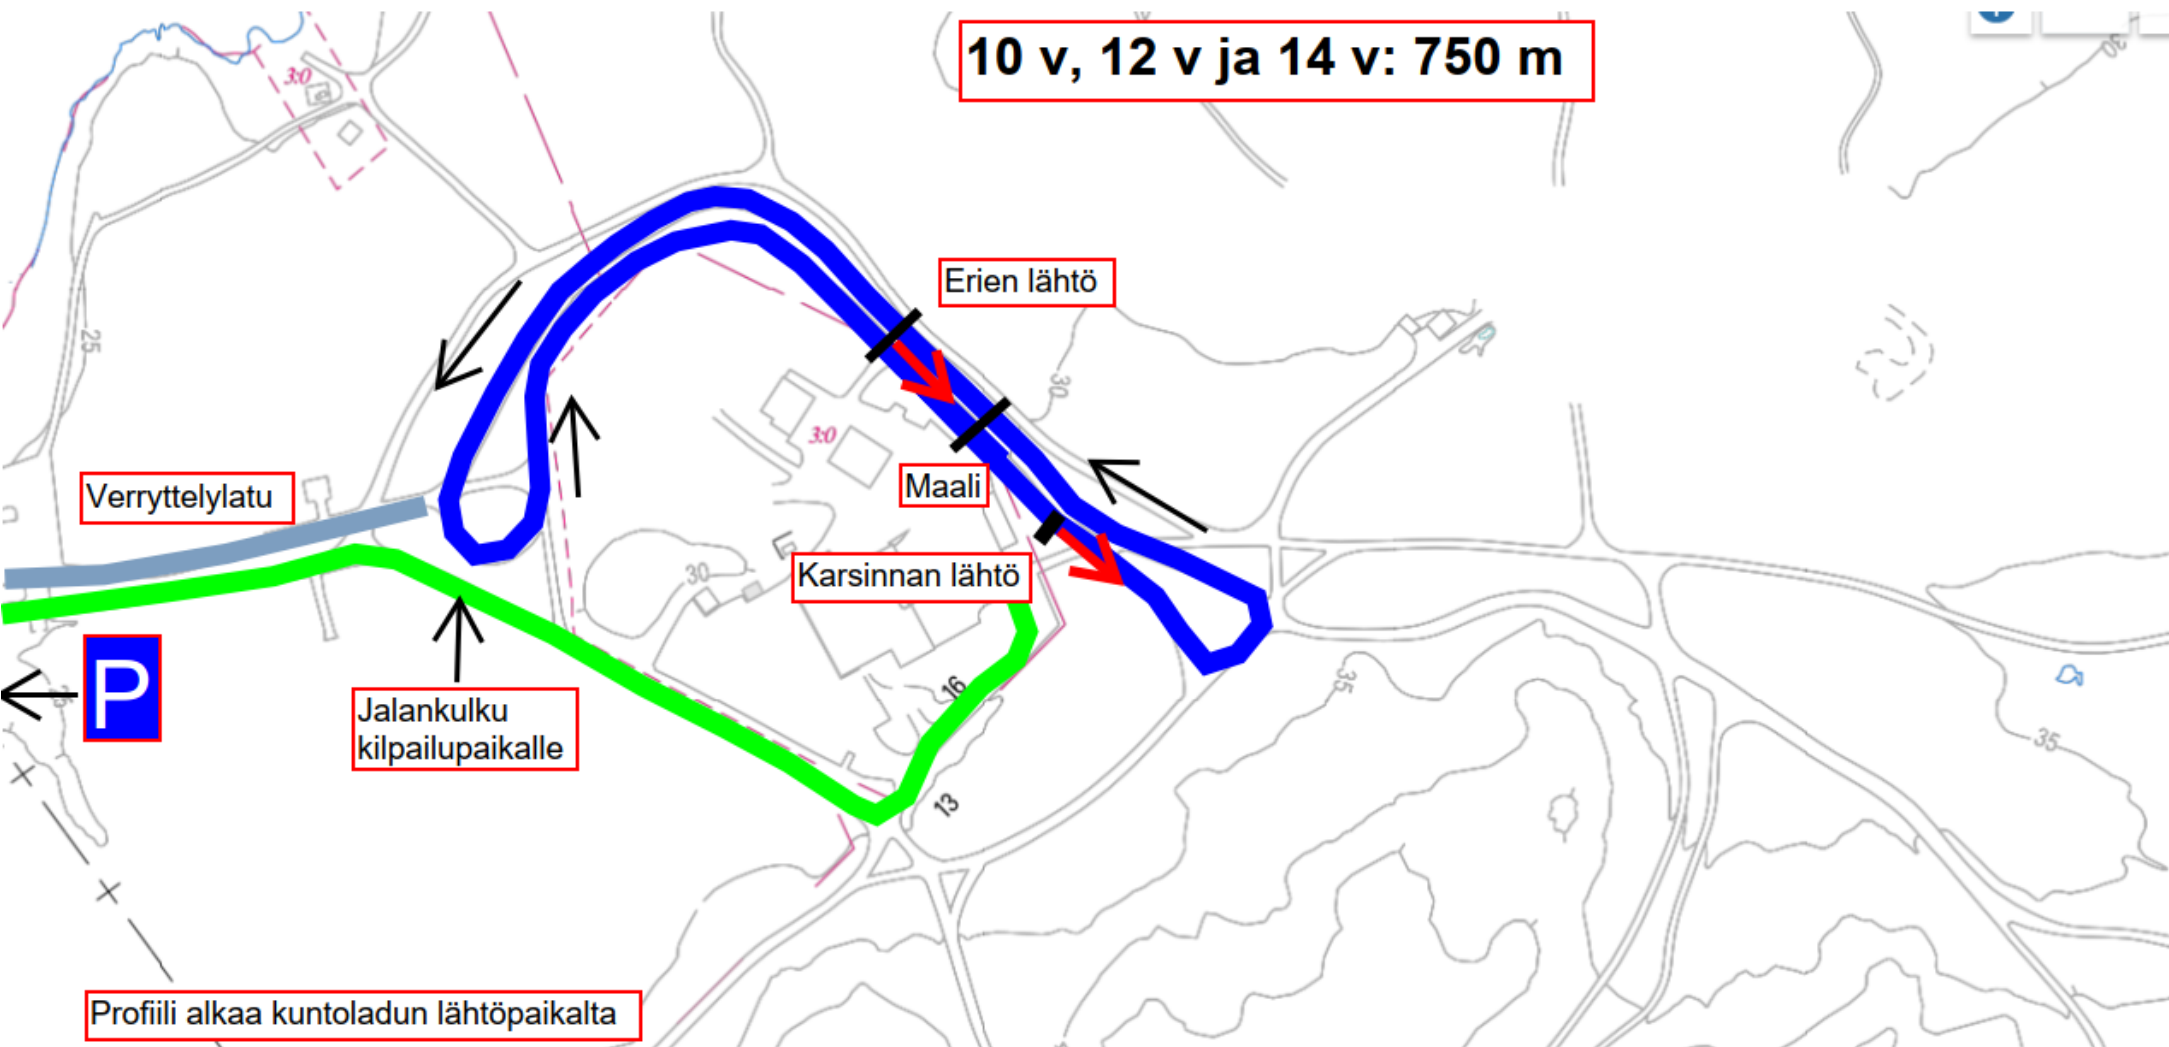 10 v, 12 v ja 14 v: 750 m
30
3:0
Erien lähtö
25
30
3:0
Verryttelylatu
Maali
Karsinnan lähtö
30
P
16
35
Jalankulku
kilpailupaikalle
35
13
Profiili alkaa kuntoladun lähtöpaikalta